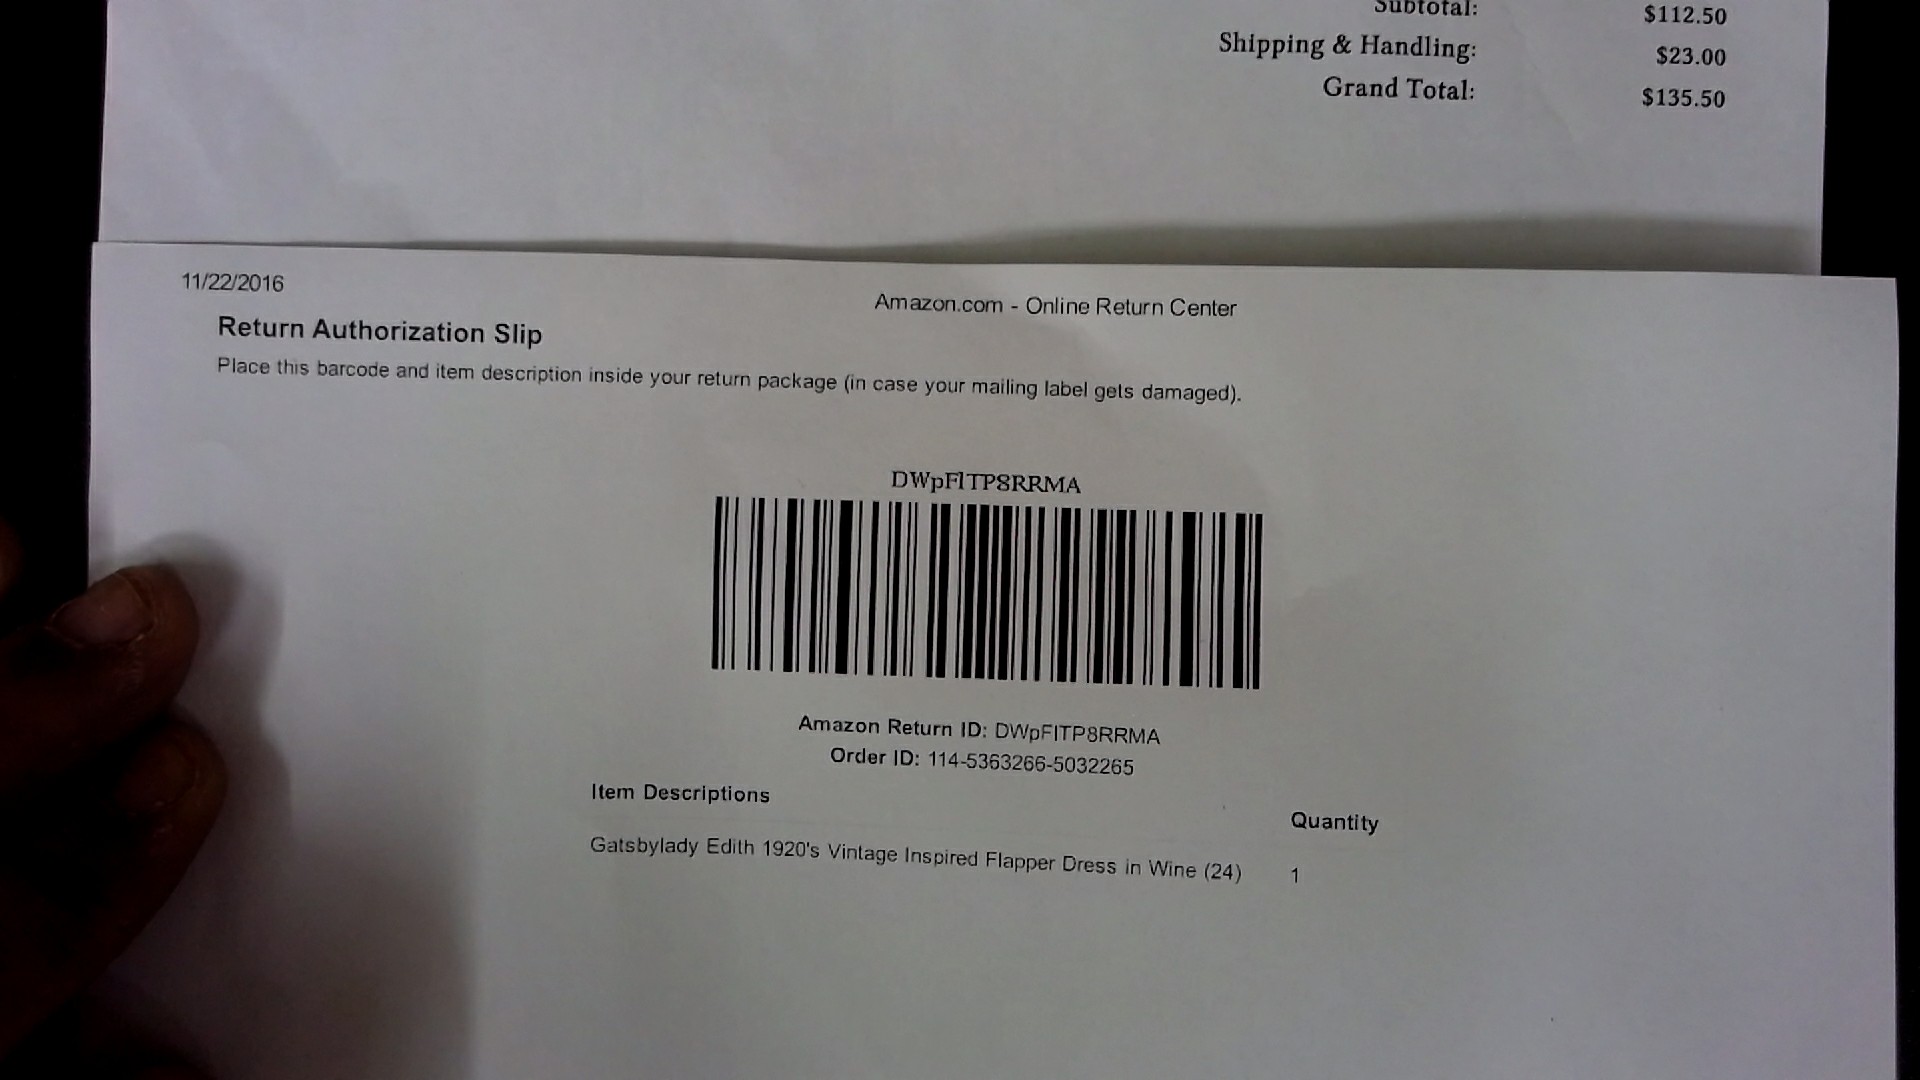 Subtotal: $112.50
Shipping & Handling: $23.00
Grand Total: $135.50
11/22/2016
Amazon.com - Online Return Center
Return Authorization Slip
Place this barcode and item description inside your return package (in case your mailing label gets damaged).
DWpFlTP8RRMA
Amazon Return ID: DWpFlTP8RRMA
Order ID: 114-5363266-5032265
Item Descriptions Quantity
Gatsbylady Edith 1920's Vintage Inspired Flapper Dress in Wine (24) 1